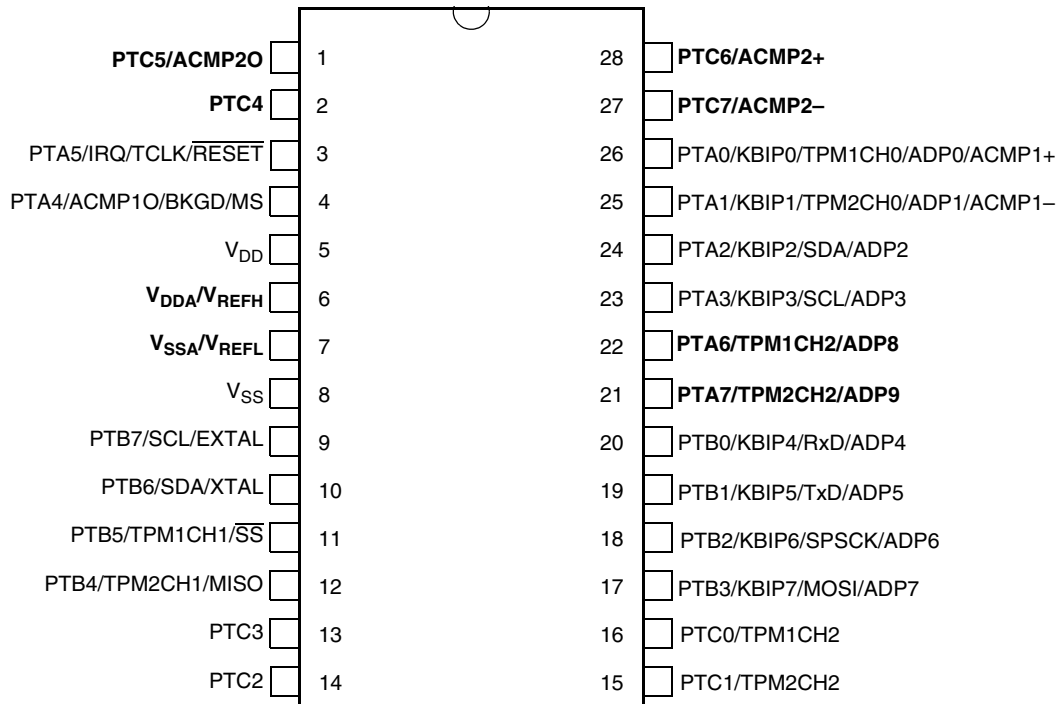 PTC5/ACMP2O 1 28 PTC6/ACMP2+
PTC4 2 27 PTC7/ACMP2–
PTA5/IRQ/TCLK/RESET 3 26 PTA0/KBIP0/TPM1CH0/ADP0/ACMP1+
PTA4/ACMP1O/BKGD/MS 4 25 PTA1/KBIP1/TPM2CH0/ADP1/ACMP1–
VDD 5 24 PTA2/KBIP2/SDA/ADP2
VDDA/VREFH 6 23 PTA3/KBIP3/SCL/ADP3
VSSA/VREFL 7 22 PTA6/TPM1CH2/ADP8
VSS 8 21 PTA7/TPM2CH2/ADP9
PTB7/SCL/EXTAL 9 20 PTB0/KBIP4/RxD/ADP4
PTB6/SDA/XTAL 10 19 PTB1/KBIP5/TxD/ADP5
PTB5/TPM1CH1/SS 11 18 PTB2/KBIP6/SPSCK/ADP6
PTB4/TPM2CH1/MISO 12 17 PTB3/KBIP7/MOSI/ADP7
PTC3 13 16 PTC0/TPM1CH2
PTC2 14 15 PTC1/TPM2CH2